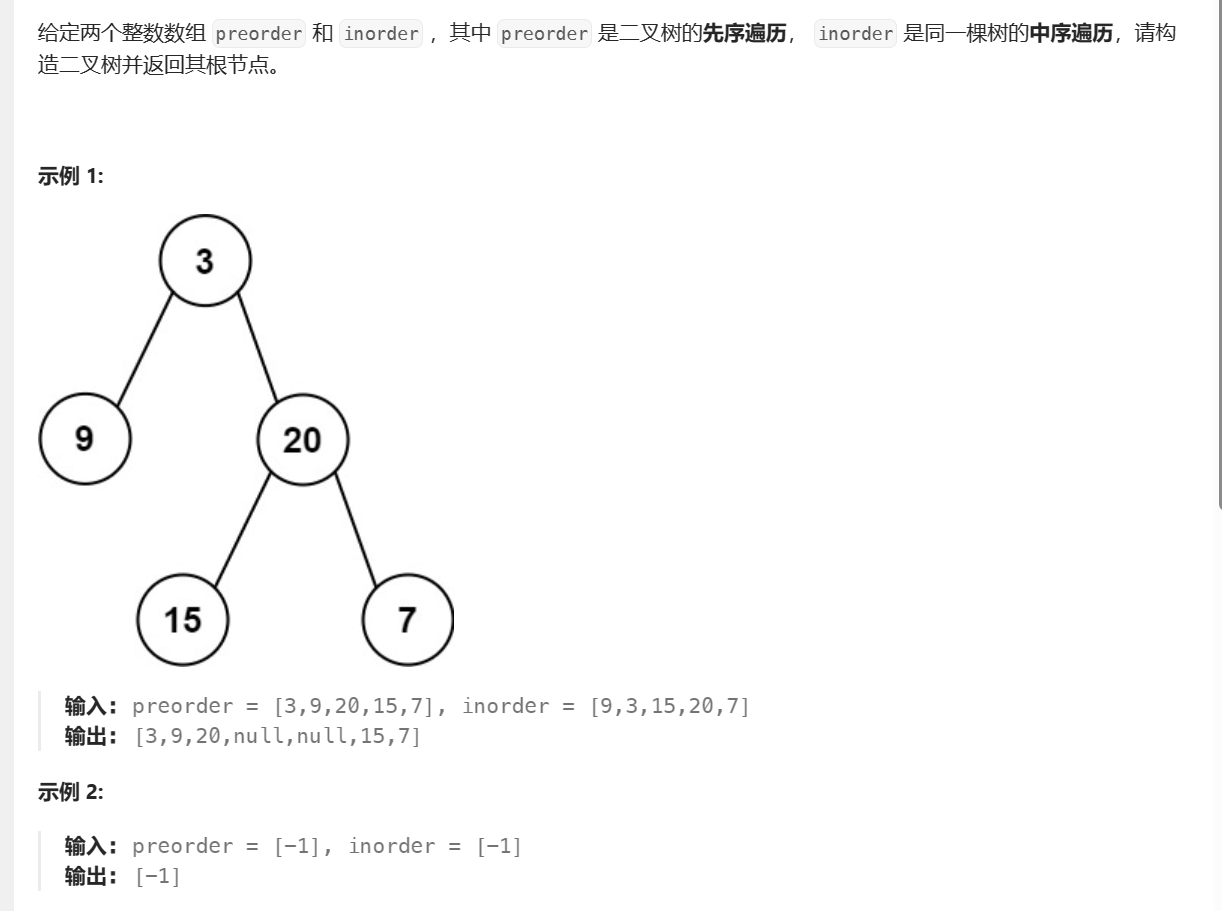 给定两个整数数组 preorder 和 inorder ，其中 preorder 是二叉树的先序遍历， inorder 是同一棵树的中序遍历，请构
造二叉树并返回其根节点。
示例 1:
3
9
20
15
7
输入：preorder = [3,9,20,15,7], inorder = [9,3,15,20,7]
输出：[3,9,20,null,null,15,7]
示例 2:
输入：preorder = [-1], inorder = [-1]
输出：[-1]